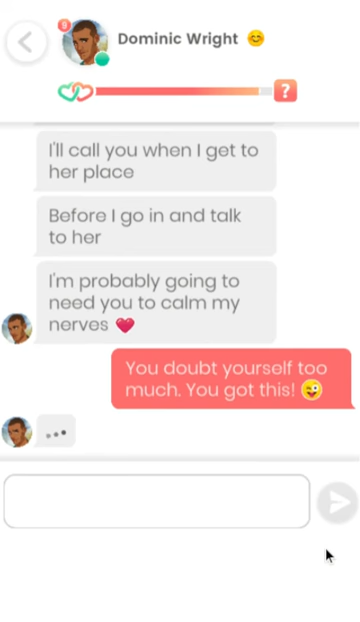 9
Dominic Wright 😊
?
I'll call you when I get to
her place
Before I go in and talk
to her
I'm probably going to
need you to calm my
nerves ❤️
You doubt yourself too
much. You got this! 😜
...